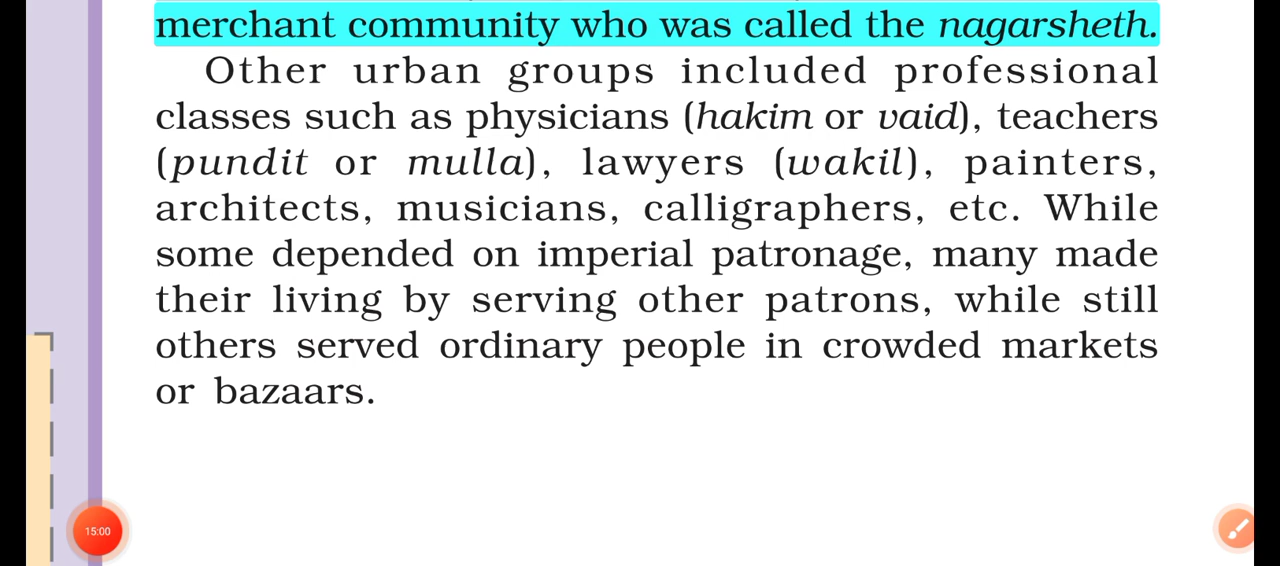 merchant community who was called the nagarsheth.
Other urban groups included professional
classes such as physicians (hakim or vaid), teachers
(pundit or mulla), lawyers (wakil), painters,
architects, musicians, calligraphers, etc. While
some depended on imperial patronage, many made
their living by serving other patrons, while still
others served ordinary people in crowded markets
or bazaars.
15:00